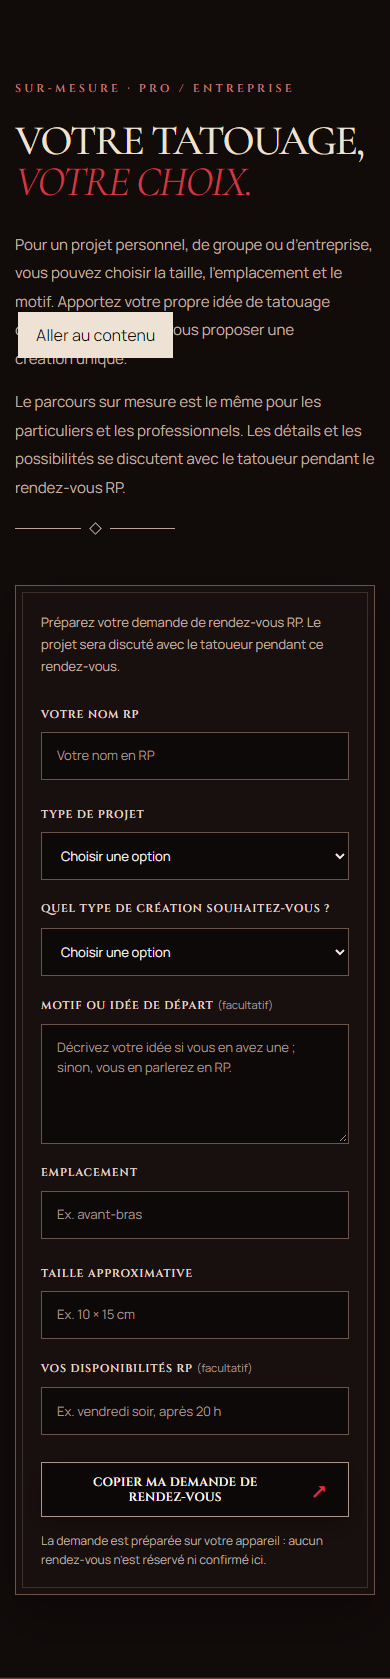 SUR-MESURE · PRO / ENTREPRISE
VOTRE TATOUAGE,
VOTRE CHOIX.
Pour un projet personnel, de groupe ou d'entreprise,
vous pouvez choisir la taille, l'emplacement et le
motif. Apportez votre propre idée de tatouage
Aller au contenu
ous proposer une
création unique.
Le parcours sur mesure est le même pour les
particuliers et les professionnels. Les détails et les
possibilités se discutent avec le tatoueur pendant le
rendez-vous RP.
Préparez votre demande de rendez-vous RP. Le
projet sera discuté avec le tatoueur pendant ce
rendez-vous.
VOTRE NOM RP
Votre nom en RP
TYPE DE PROJET
Choisir une option
QUEL TYPE DE CRÉATION SOUHAITEZ-VOUS ?
Choisir une option
MOTIF OU IDÉE DE DÉPART (facultatif)
Décrivez votre idée si vous en avez une ;
sinon, vous en parlerez en RP.
EMPLACEMENT
Ex. avant-bras
TAILLE APPROXIMATIVE
Ex. 10 × 15 cm
VOS DISPONIBILITÉS RP (facultatif)
Ex. vendredi soir, après 20 h
COPIER MA DEMANDE DE
RENDEZ-VOUS ↗
La demande est préparée sur votre appareil : aucun
rendez-vous n'est réservé ni confirmé ici.